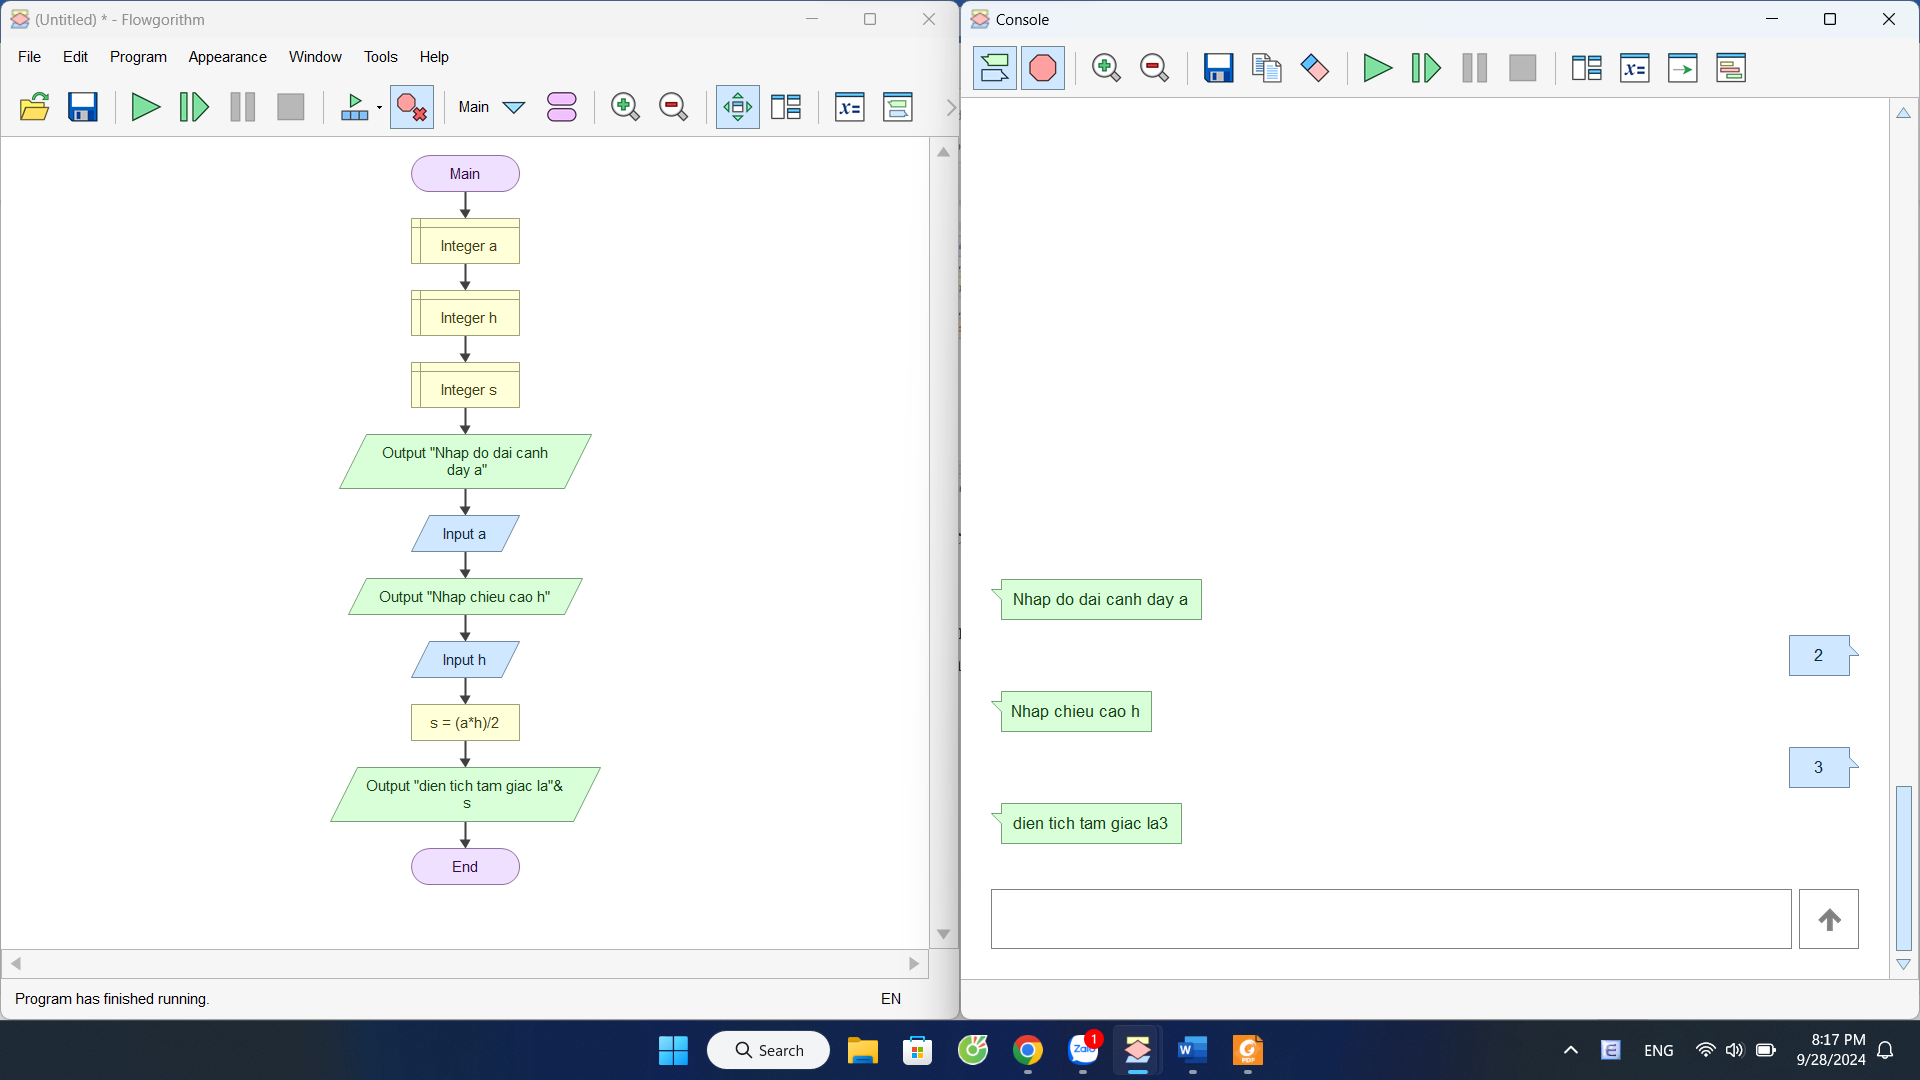 (Untitled) * - Flowgorithm
File Edit Program Appearance Window Tools Help
Main
x=
Main
Integer a
Integer h
Integer s
Output "Nhap do dai canh
day a"
Input a
Output "Nhap chieu cao h"
Input h
s = (a*h)/2
Output "dien tich tam giac la"&
s
End
Program has finished running.
EN
Console
x=
Nhap do dai canh day a
2
Nhap chieu cao h
3
dien tich tam giac la3
Search
Zalo
1
W
PDF
E
ENG
8:17 PM
9/28/2024